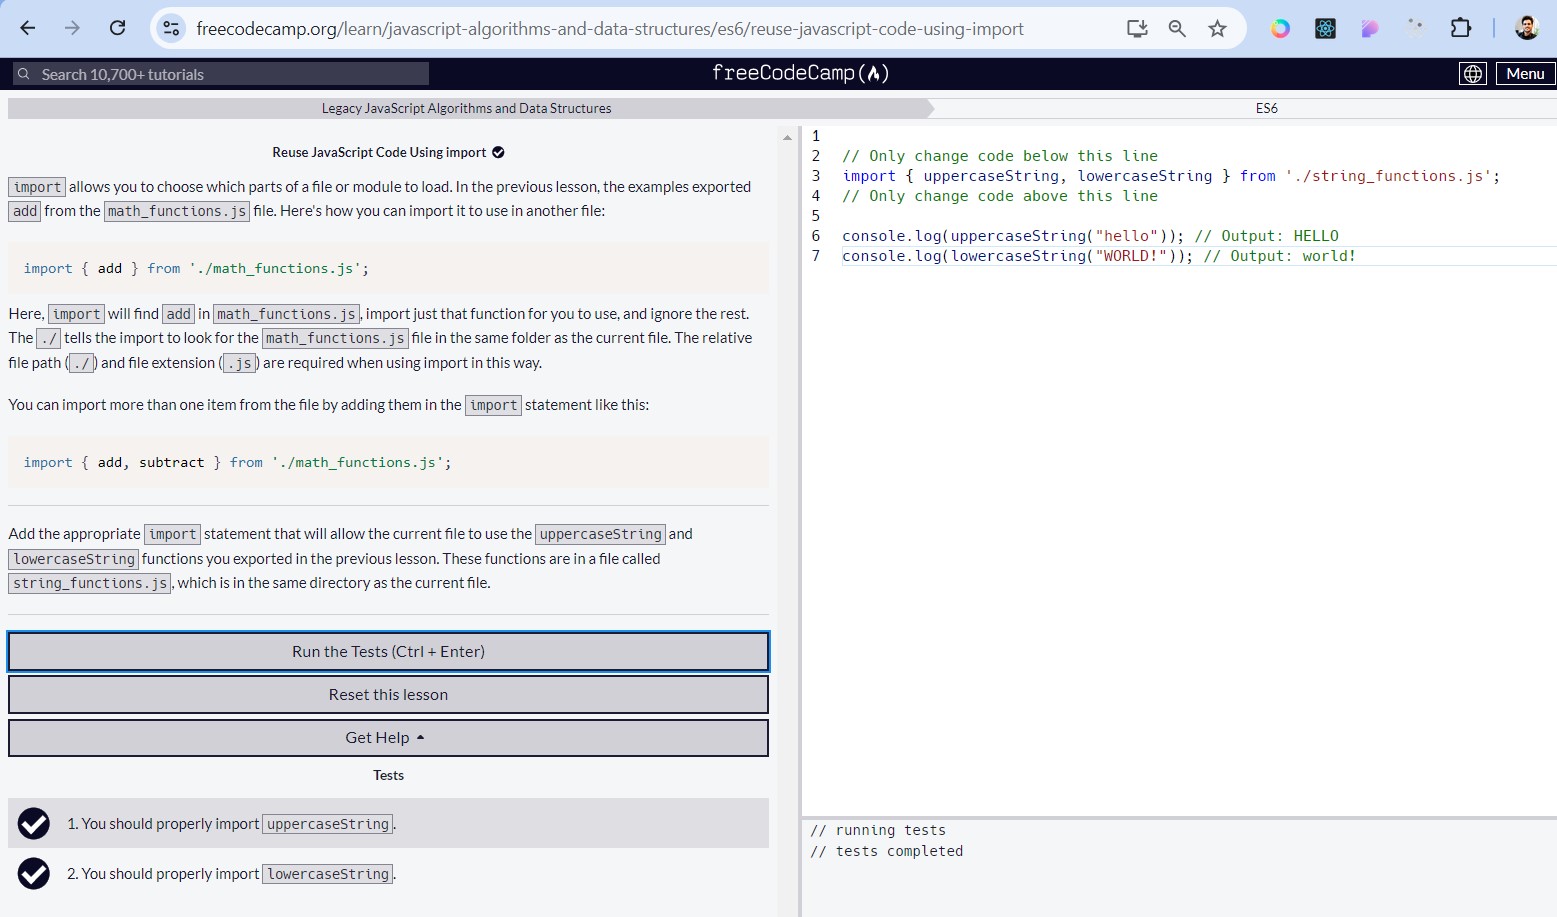 freecodecamp.org/learn/javascript-algorithms-and-data-structures/es6/reuse-javascript-code-using-import
Search 10,700+ tutorials
freeCodeCamp
Menu
Legacy JavaScript Algorithms and Data Structures
ES6
Reuse JavaScript Code Using import
import allows you to choose which parts of a file or module to load. In the previous lesson, the examples exported
add from the math_functions.js file. Here's how you can import it to use in another file:
import { add } from './math_functions.js';
Here, import will find add in math_functions.js, import just that function for you to use, and ignore the rest.
The ./ tells the import to look for the math_functions.js file in the same folder as the current file. The relative
file path (./) and file extension (.js) are required when using import in this way.
You can import more than one item from the file by adding them in the import statement like this:
import { add, subtract } from './math_functions.js';
Add the appropriate import statement that will allow the current file to use the uppercaseString and
lowercaseString functions you exported in the previous lesson. These functions are in a file called
string_functions.js, which is in the same directory as the current file.
Run the Tests (Ctrl + Enter)
Reset this lesson
Get Help
Tests
1. You should properly import uppercaseString.
2. You should properly import lowercaseString.
1
2 // Only change code below this line
3 import { uppercaseString, lowercaseString } from './string_functions.js';
4 // Only change code above this line
5
6 console.log(uppercaseString("hello")); // Output: HELLO
7 console.log(lowercaseString("WORLD!")); // Output: world!
// running tests
// tests completed